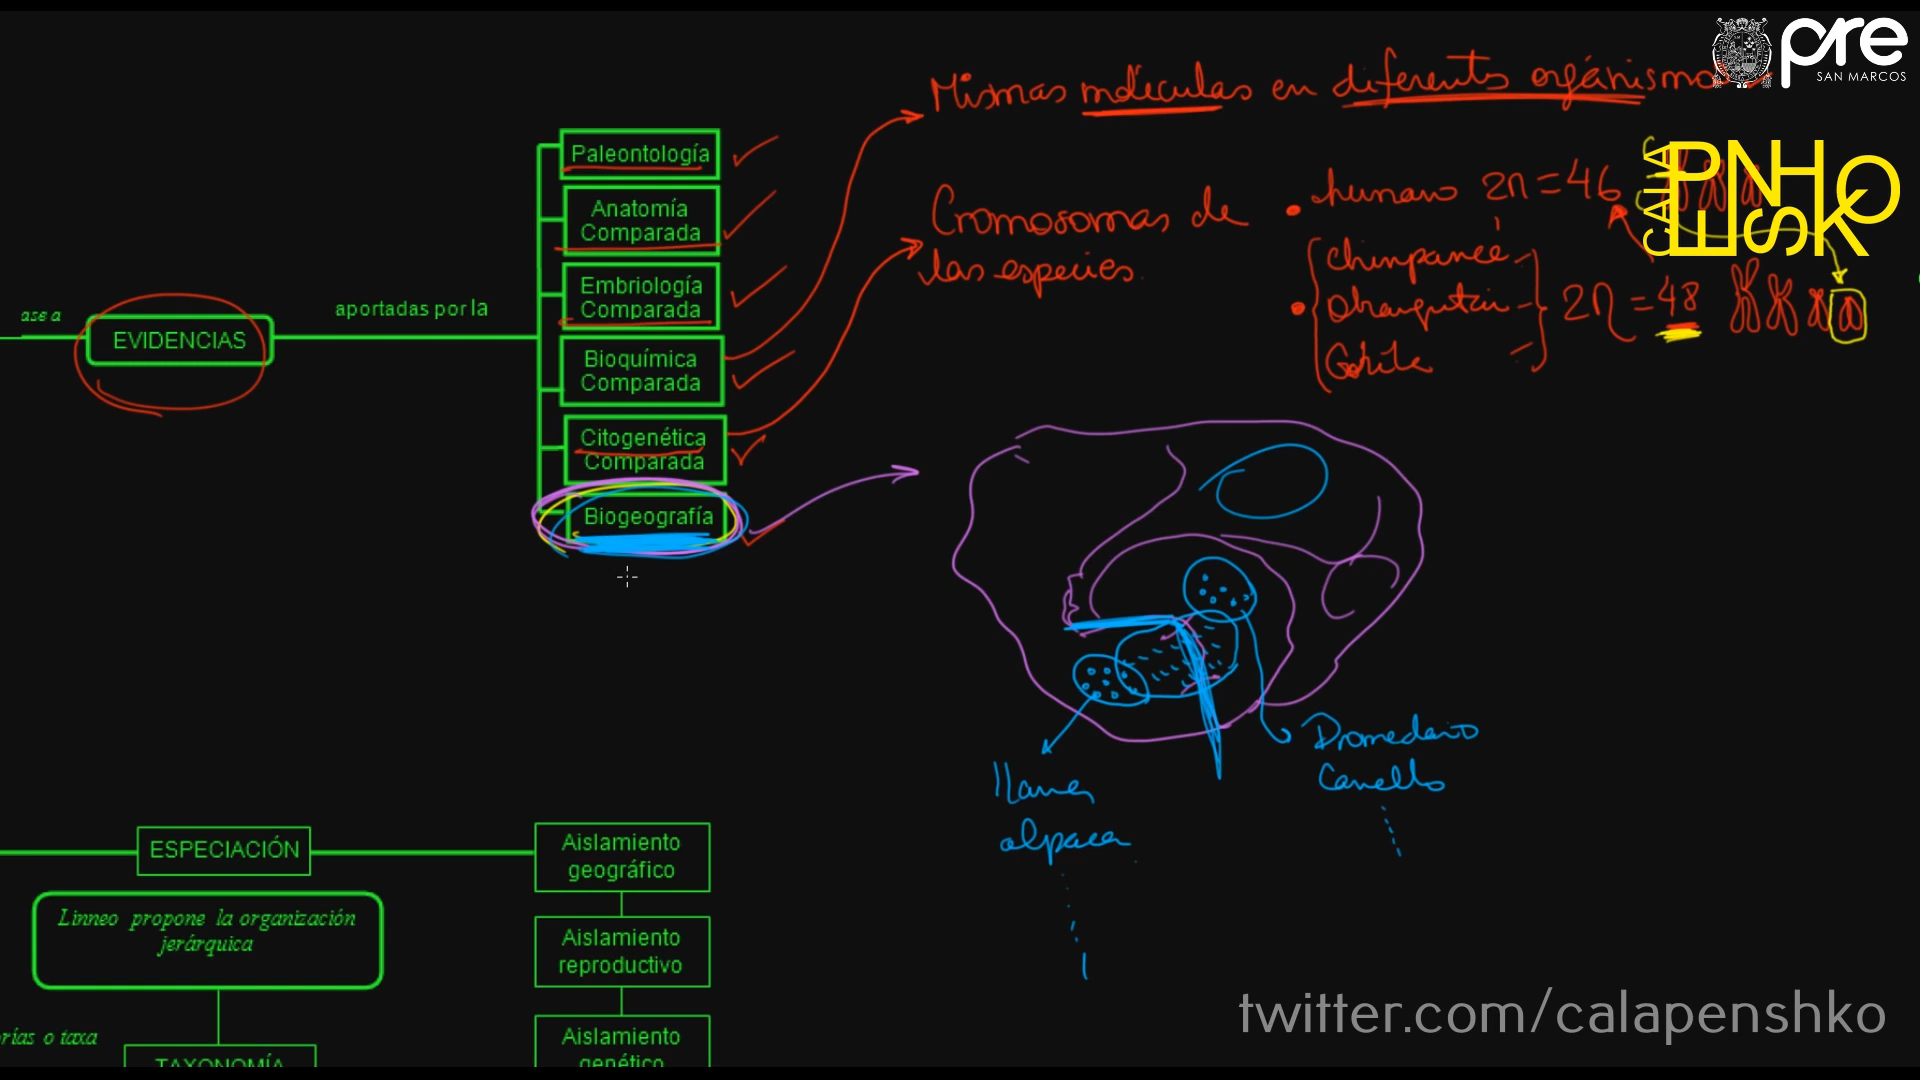 pre
SAN MARCOS
Mismas moléculas en diferentes organismos
CALA
PENSHKO
Paleontología
Anatomía
Comparada
Cromosomas de
las especies.
• humano 2n = 46
Embriología
Comparada
chimpancé
• Orangután
Gorila
2n = 48
ase a
EVIDENCIAS
aportadas por la
Bioquímica
Comparada
Citogenética
Comparada
Biogeografía
Dromedario
Camello
llama
alpaca
ESPECIACIÓN
Aislamiento
geográfico
Linneo propone la organización
jerárquica
Aislamiento
reproductivo
rías o taxa
TAXONOMÍA
Aislamiento
genético
twitter.com/calapenshko